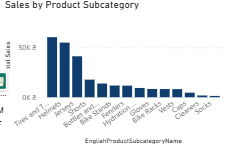 Sales by Product Subcategory
50K
0K
Tires and T...
Helmets
Jerseys
Shorts
Bottles and...
Bike Stands
Fenders
Hydration ...
Gloves
Bike Racks
Vests
Caps
Cleaners
Socks
EnglishProductSubcategoryName